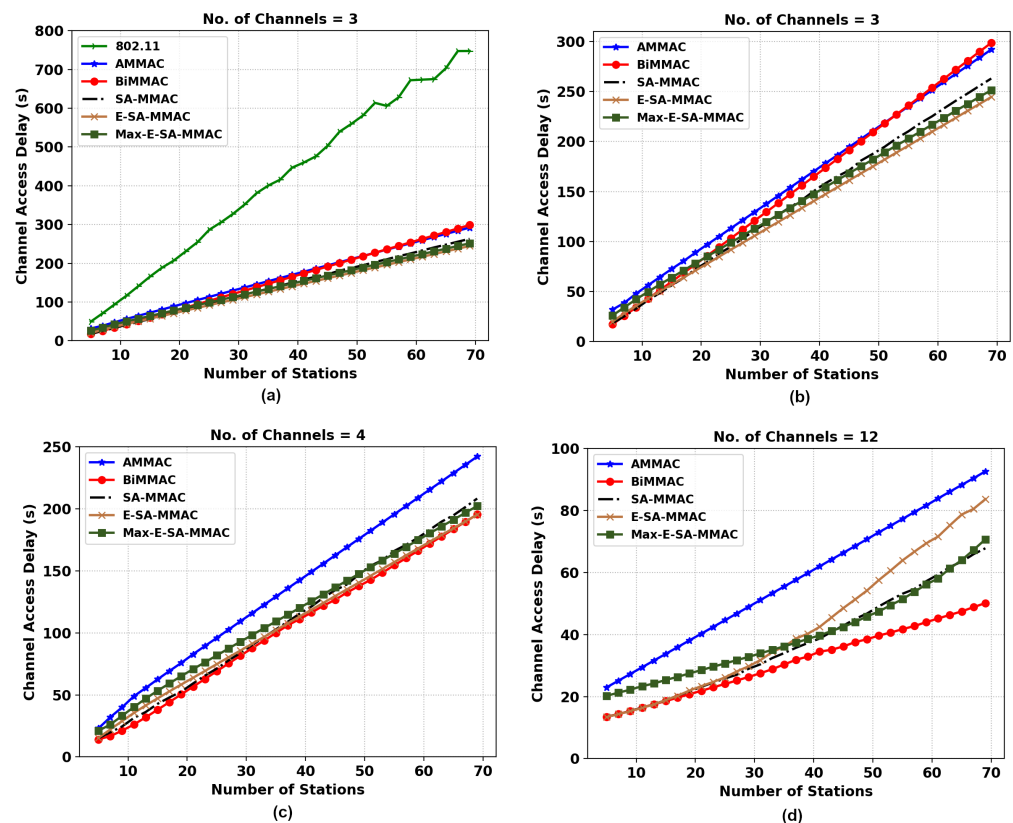 No. of Channels = 3
Channel Access Delay (s)
800
700
600
500
400
300
200
100
0
802.11
AMMAC
BiMMAC
SA-MMAC
E-SA-MMAC
Max-E-SA-MMAC
10 20 30 40 50 60 70
Number of Stations
(a)
No. of Channels = 3
Channel Access Delay (s)
300
250
200
150
100
50
0
AMMAC
BiMMAC
SA-MMAC
E-SA-MMAC
Max-E-SA-MMAC
10 20 30 40 50 60 70
Number of Stations
(b)
No. of Channels = 4
Channel Access Delay (s)
250
200
150
100
50
0
AMMAC
BiMMAC
SA-MMAC
E-SA-MMAC
Max-E-SA-MMAC
10 20 30 40 50 60 70
Number of Stations
(c)
No. of Channels = 12
Channel Access Delay (s)
100
80
60
40
20
0
AMMAC
BiMMAC
SA-MMAC
E-SA-MMAC
Max-E-SA-MMAC
10 20 30 40 50 60 70
Number of Stations
(d)